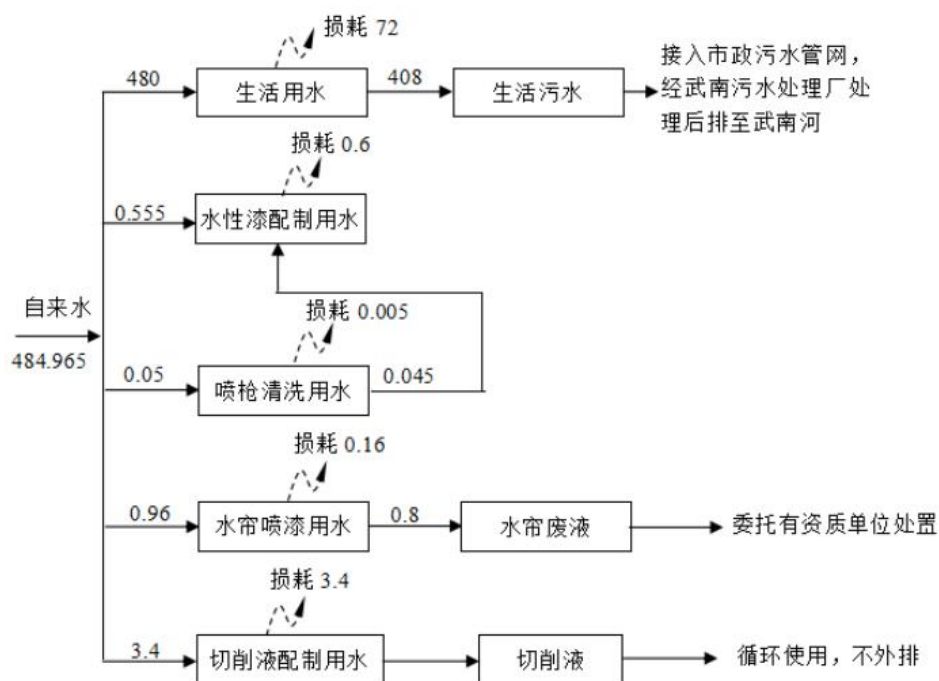 损耗 72
480
生活用水
408
生活污水
接入市政污水管网，
经武南污水处理厂处
理后排至武南河
损耗 0.6
0.555
水性漆配制用水
自来水
484.965
损耗 0.005
0.05
喷枪清洗用水
0.045
损耗 0.16
0.96
水帘喷漆用水
0.8
水帘废液
委托有资质单位处置
损耗 3.4
3.4
切削液配制用水
切削液
循环使用，不外排